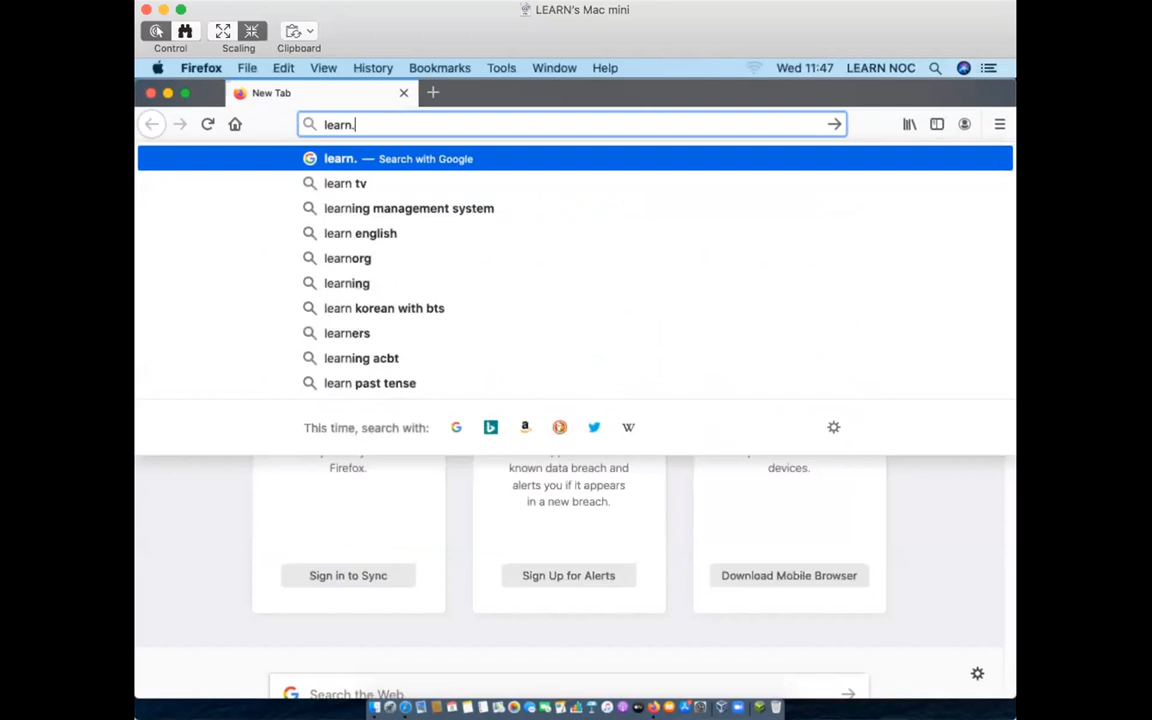 LEARN's Mac mini
Control Scaling Clipboard
Firefox File Edit View History Bookmarks Tools Window Help Wed 11:47 LEARN NOC
New Tab
learn.
learn. — Search with Google
learn tv
learning management system
learn english
learnorg
learning
learn korean with bts
learners
learning acbt
learn past tense
This time, search with:
Firefox.
known data breach and
alerts you if it appears
in a new breach.
devices.
Sign in to Sync Sign Up for Alerts Download Mobile Browser
Search the Web